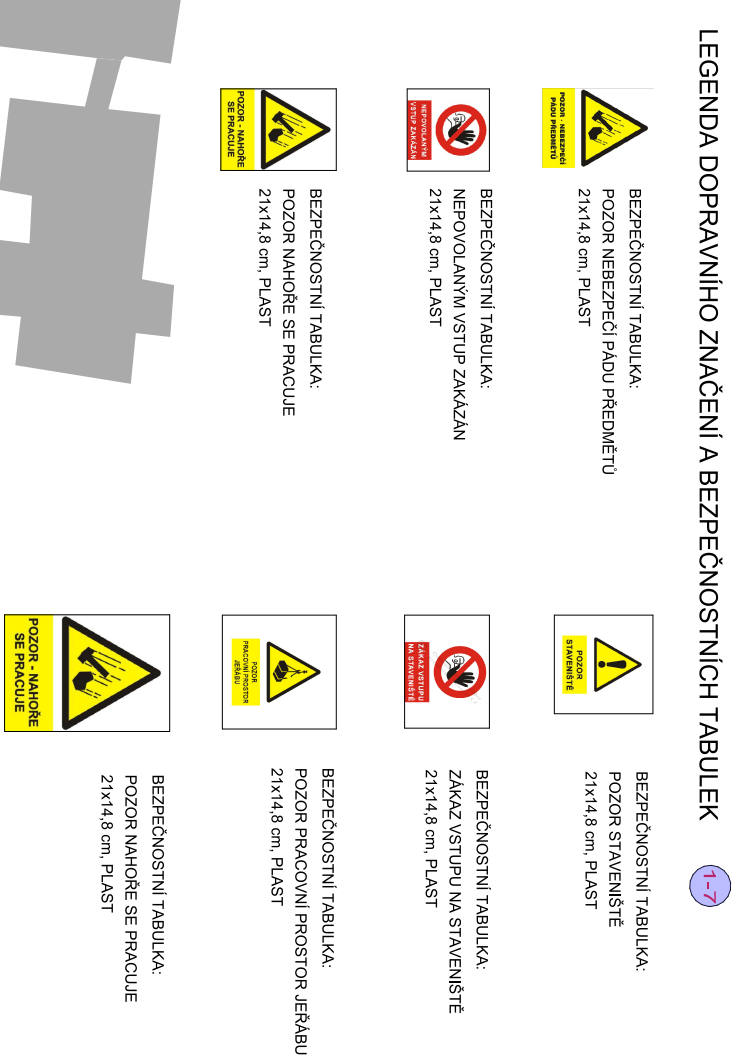 LEGENDA DOPRAVNÍHO ZNAČENÍ A BEZPEČNOSTNÍCH TABULEK
1-7
POZOR - NEBEZPEČÍ
PÁDU PŘEDMĚTŮ
BEZPEČNOSTNÍ TABULKA:
POZOR NEBEZPEČÍ PÁDU PŘEDMĚTŮ
21x14,8 cm, PLAST
POZOR
STAVENIŠTĚ
BEZPEČNOSTNÍ TABULKA:
POZOR STAVENIŠTĚ
21x14,8 cm, PLAST
NEPOVOLANÝM
VSTUP ZAKÁZÁN
BEZPEČNOSTNÍ TABULKA:
NEPOVOLANÝM VSTUP ZAKÁZÁN
21x14,8 cm, PLAST
ZÁKAZ VSTUPU
NA STAVENIŠTĚ
BEZPEČNOSTNÍ TABULKA:
ZÁKAZ VSTUPU NA STAVENIŠTĚ
21x14,8 cm, PLAST
POZOR - NAHOŘE
SE PRACUJE
BEZPEČNOSTNÍ TABULKA:
POZOR NAHOŘE SE PRACUJE
21x14,8 cm, PLAST
POZOR
PRACOVNÍ PROSTOR
JEŘÁBU
BEZPEČNOSTNÍ TABULKA:
POZOR PRACOVNÍ PROSTOR JEŘÁBU
21x14,8 cm, PLAST
POZOR - NAHOŘE
SE PRACUJE
BEZPEČNOSTNÍ TABULKA:
POZOR NAHOŘE SE PRACUJE
21x14,8 cm, PLAST